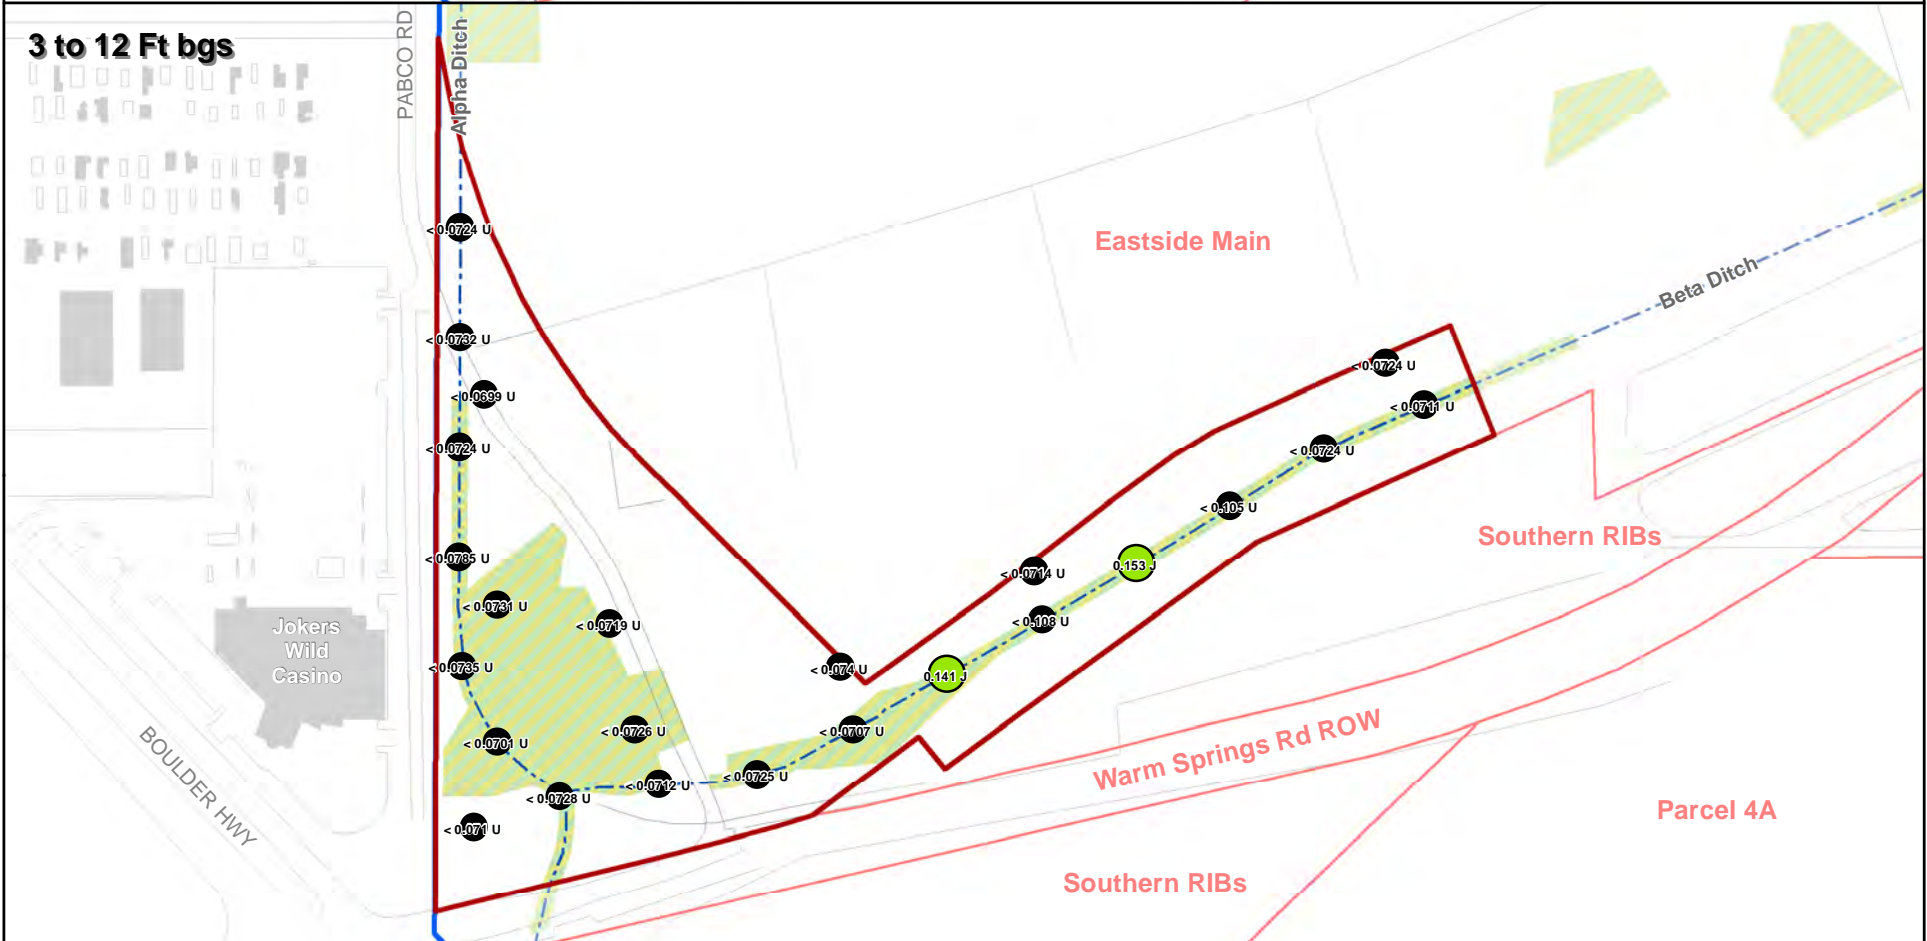 3 to 12 Ft bgs
PABCO RD
Alpha Ditch
< 0.0724 U
Eastside Main
Beta Ditch
< 0.0732 U
< 0.0724 U
< 0.0699 U
< 0.0711 U
< 0.0724 U
< 0.0724 U
< 0.105 U
Southern RIBs
< 0.0785 U
0.153 J
< 0.0714 U
< 0.0731 U
< 0.108 U
< 0.0719 U
Jokers
Wild
Casino
< 0.0735 U
< 0.074 U
0.141 J
< 0.0726 U
< 0.0707 U
< 0.0701 U
Warm Springs Rd ROW
BOULDER HWY
< 0.0725 U
< 0.0712 U
< 0.0728 U
Parcel 4A
< 0.071 U
Southern RIBs